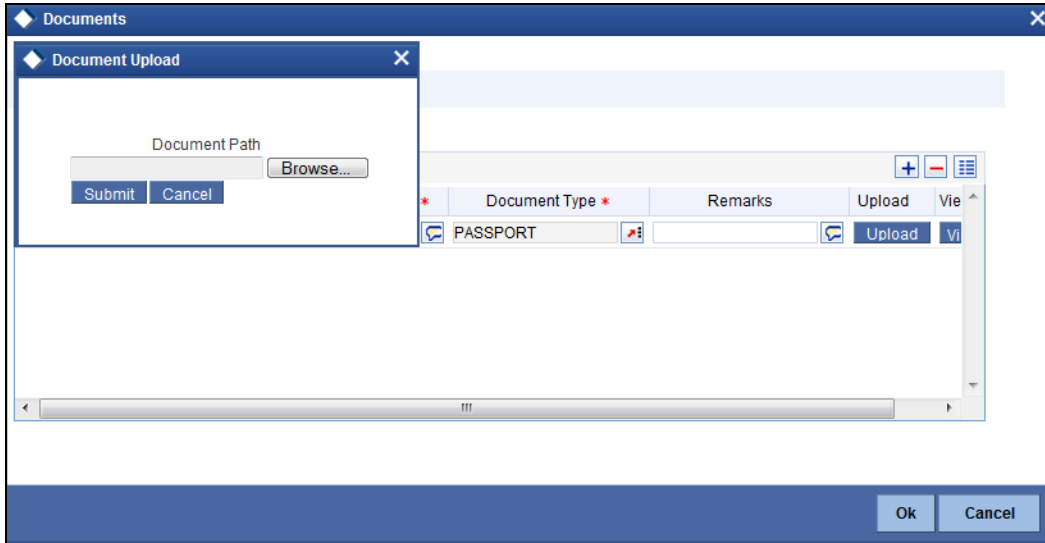 Documents
Document Upload
Document Path
Browse...
Submit Cancel
* Document Type * Remarks Upload Vie
PASSPORT Upload Vi
Ok Cancel